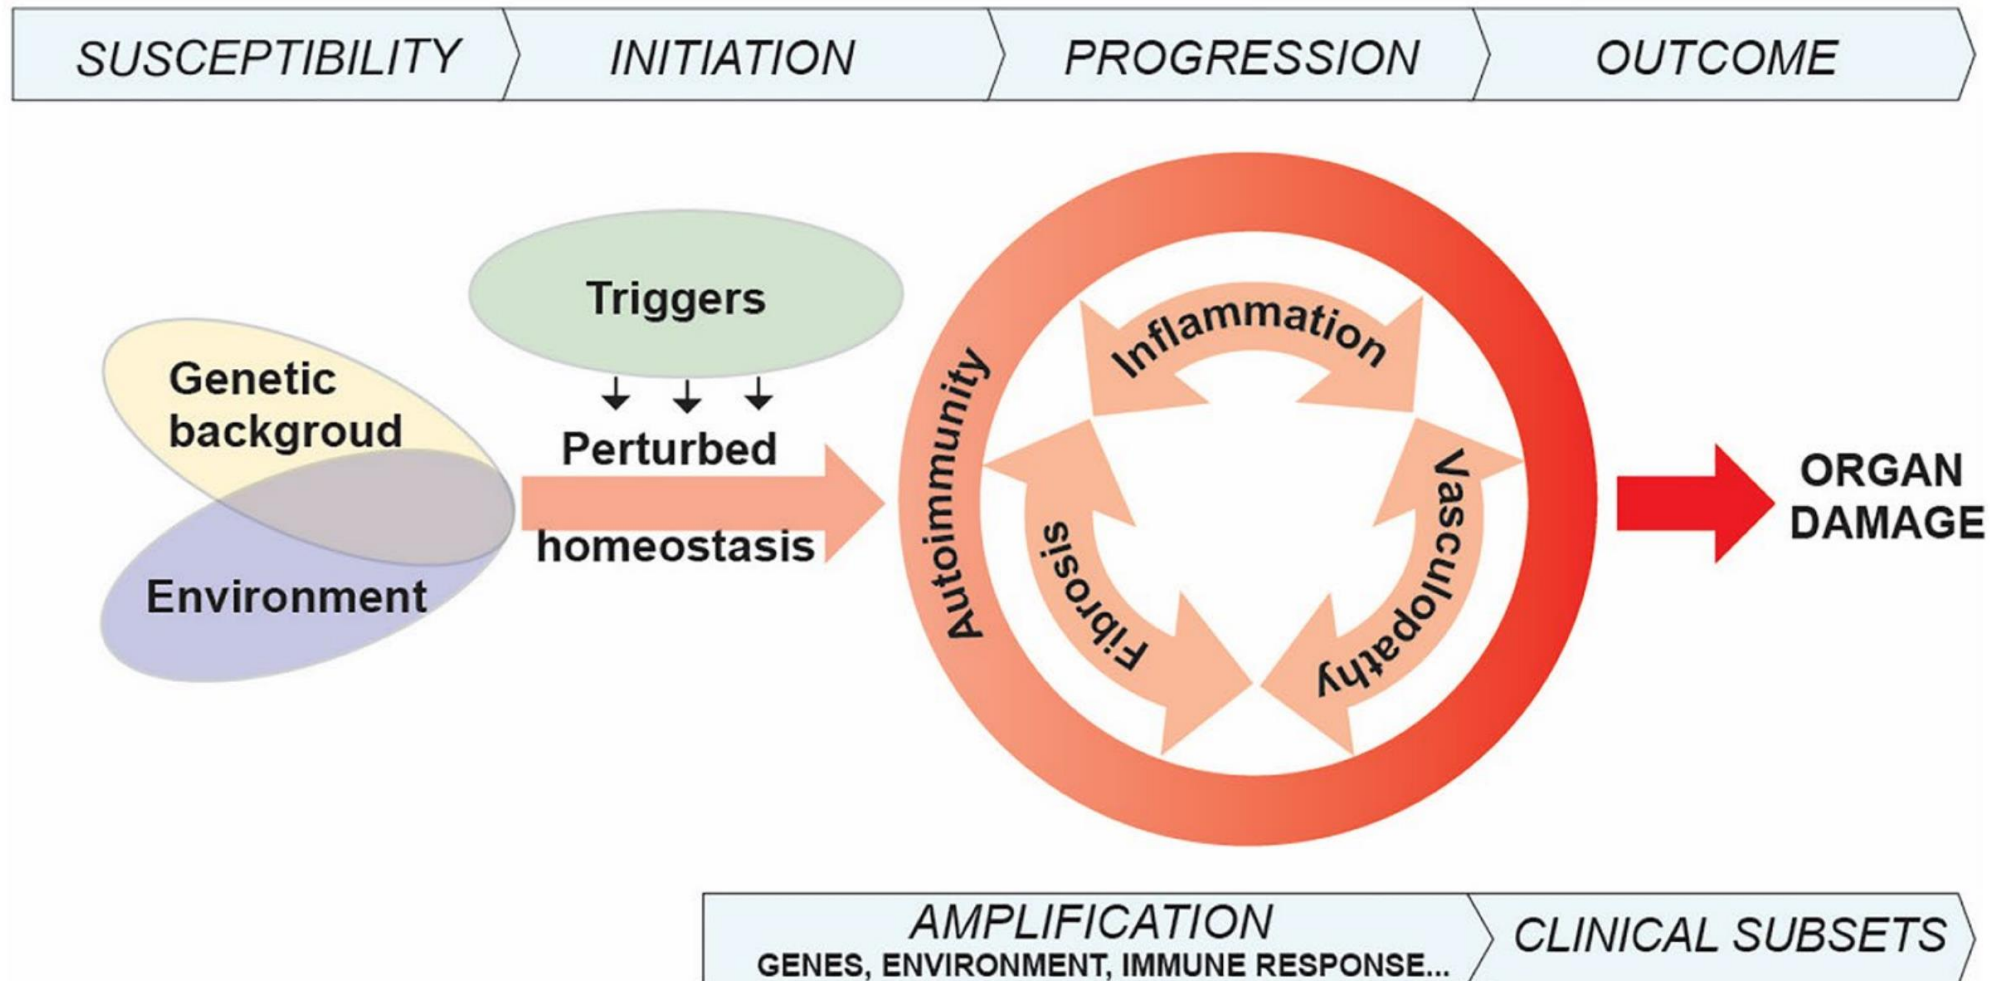 SUSCEPTIBILITY
INITIATION
PROGRESSION
OUTCOME
Triggers
Genetic
backgroud
Environment
Perturbed
homeostasis
Autoimmunity
Inflammation
Fibrosis
Vasculopathy
ORGAN
DAMAGE
AMPLIFICATION
GENES, ENVIRONMENT, IMMUNE RESPONSE...
CLINICAL SUBSETS